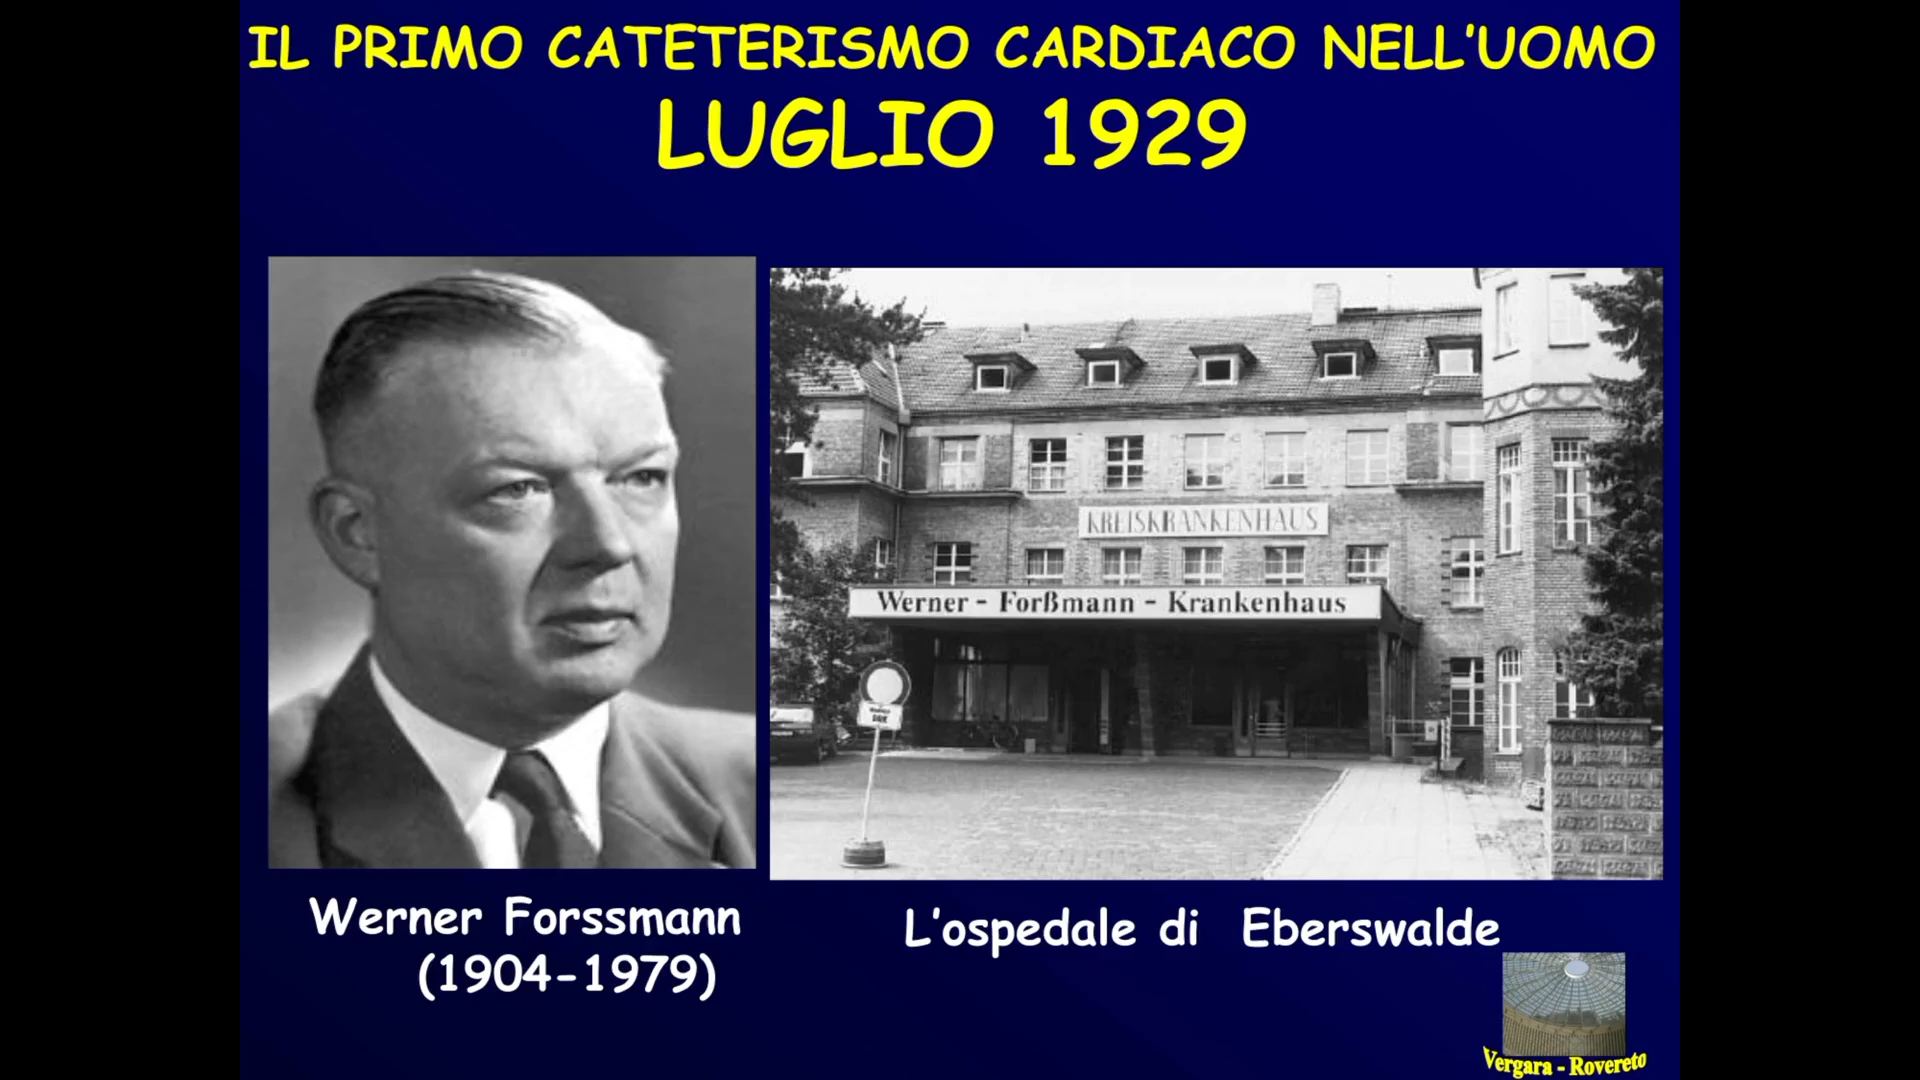 IL PRIMO CATETERISMO CARDIACO NELL'UOMO
LUGLIO 1929
KREISKRANKENHAUS
Werner - Forßmann - Krankenhaus
Werner Forssmann
(1904-1979)
L'ospedale di Eberswalde
Vergara - Rovereto